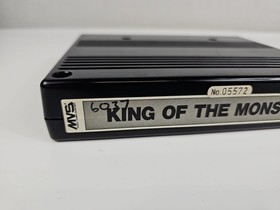 No.05572
MVS
6037
KING OF THE MONS